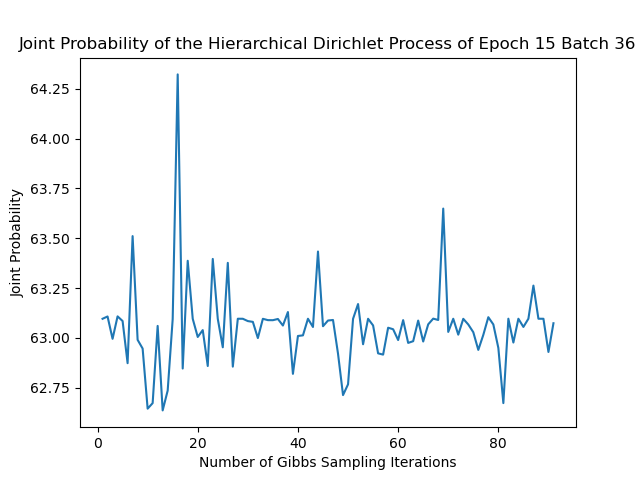 Joint Probability of the Hierarchical Dirichlet Process of Epoch 15 Batch 36
64.25
64.00
63.75
63.50
63.25
63.00
62.75
Joint Probability
0 20 40 60 80
Number of Gibbs Sampling Iterations